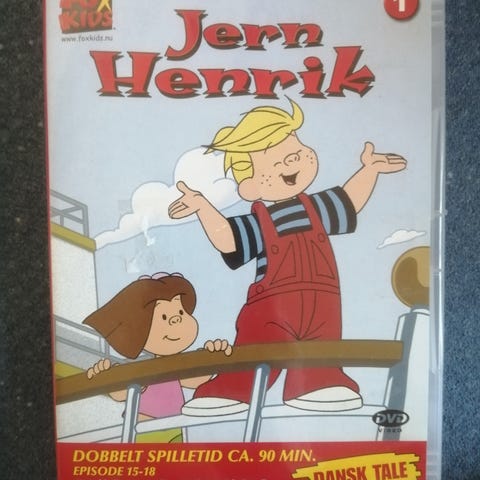 FOX
KIDS
www.foxkids.nu
1
Jern
Henrik
DVD
VIDEO
DOBBELT SPILLETID CA. 90 MIN.
EPISODE 15-18
DANSK TALE